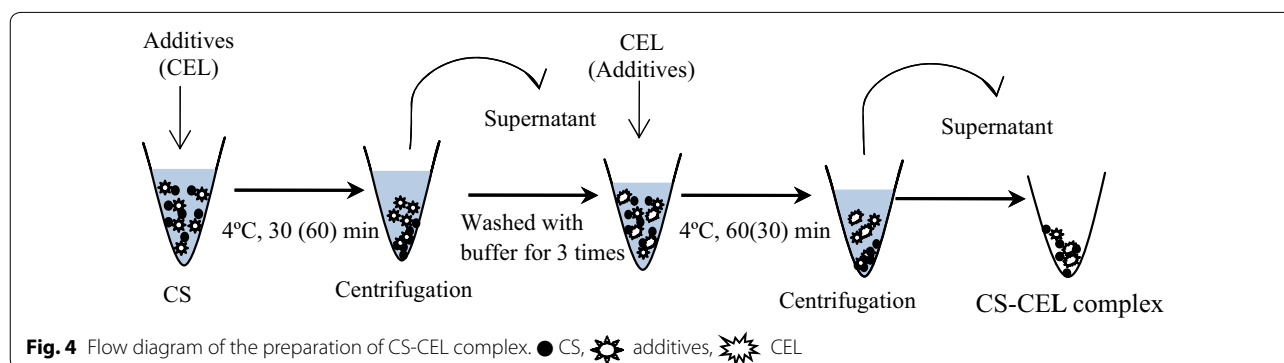 Additives
(CEL)
CS
4ºC, 30 (60) min
Centrifugation
Supernatant
Washed with
buffer for 3 times
CEL
(Additives)
4ºC, 60(30) min
Centrifugation
Supernatant
CS-CEL complex
Fig. 4 Flow diagram of the preparation of CS-CEL complex. CS, additives, CEL